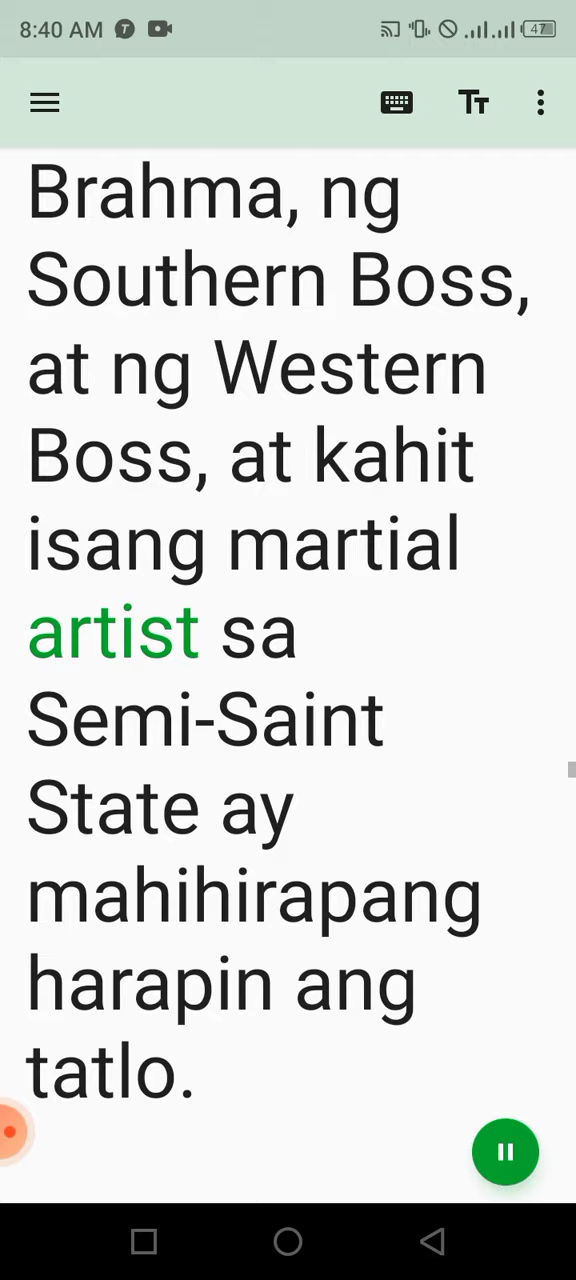 8:40 AM
47
Brahma, ng
Southern Boss,
at ng Western
Boss, at kahit
isang martial
artist sa
Semi-Saint
State ay
mahihirapang
harapin ang
tatlo.